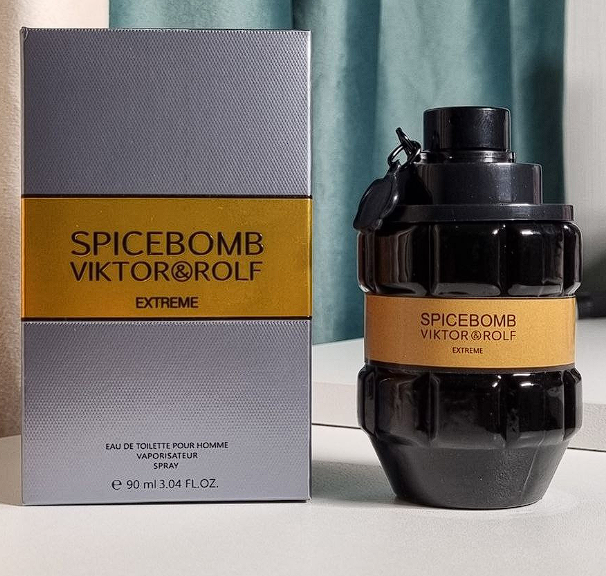 SPICEBOMB
VIKTOR&ROLF
EXTREME
EAU DE TOILETTE POUR HOMME
VAPORISATEUR
SPRAY
℮ 90 ml 3.04 FL.OZ.
SPICEBOMB
VIKTOR&ROLF
EXTREME